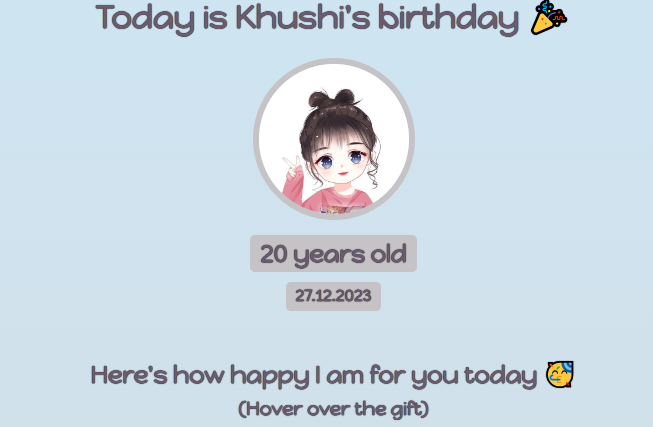 Today is Khushi's birthday 🎉
20 years old
27.12.2023
Here's how happy I am for you today 🥳
(Hover over the gift)